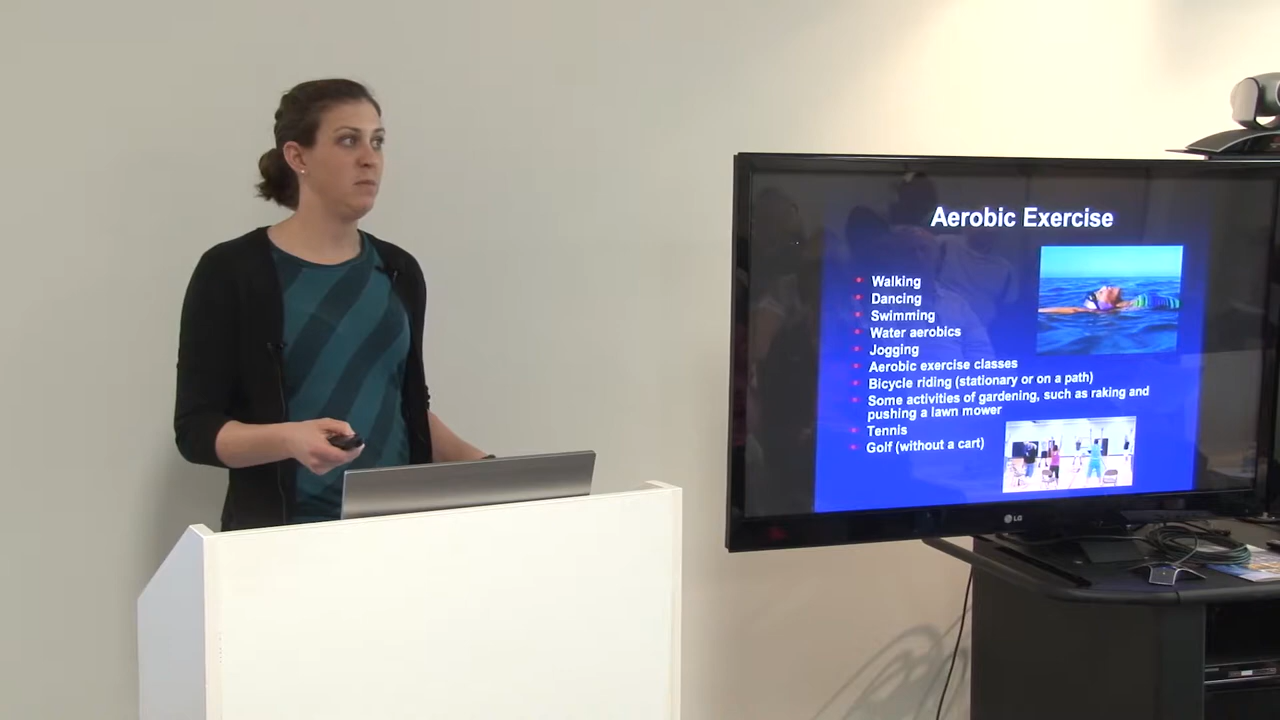 Aerobic Exercise
Walking
Dancing
Swimming
Water aerobics
Jogging
Aerobic exercise classes
Bicycle riding (stationary or on a path)
Some activities of gardening, such as raking and
pushing a lawn mower
Tennis
Golf (without a cart)
LG